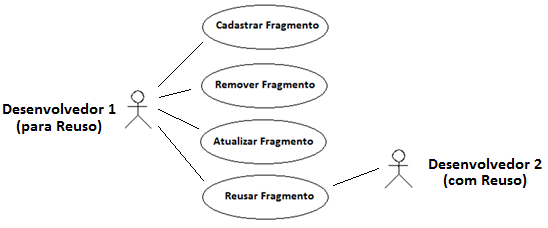 Cadastrar Fragmento
Remover Fragmento
Desenvolvedor 1
(para Reuso)
Atualizar Fragmento
Desenvolvedor 2
(com Reuso)
Reusar Fragmento